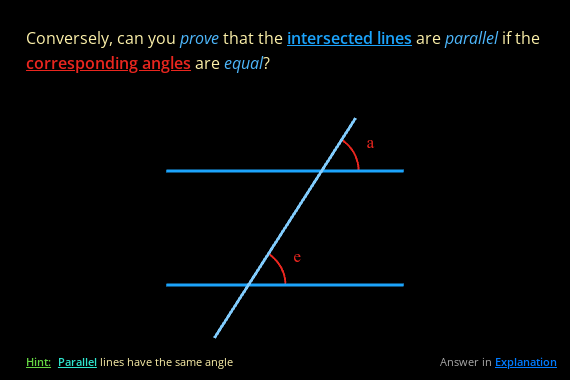 Conversely, can you prove that the intersected lines are parallel if the
corresponding angles are equal?
a
e
Hint: Parallel lines have the same angle
Answer in Explanation